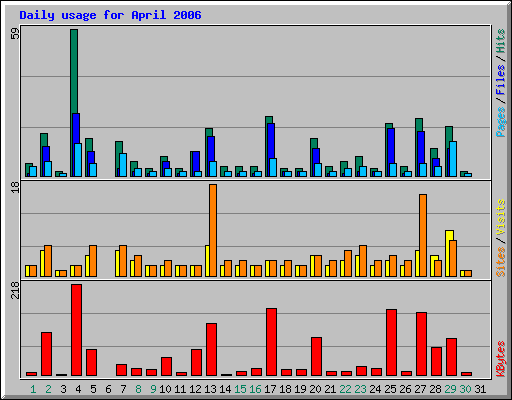 Daily usage for April 2006
59
18
218
Pages / Files / Hits
Sites / Visits
KBytes
1 2 3 4 5 6 7 8 9 10 11 12 13 14 15 16 17 18 19 20 21 22 23 24 25 26 27 28 29 30 31